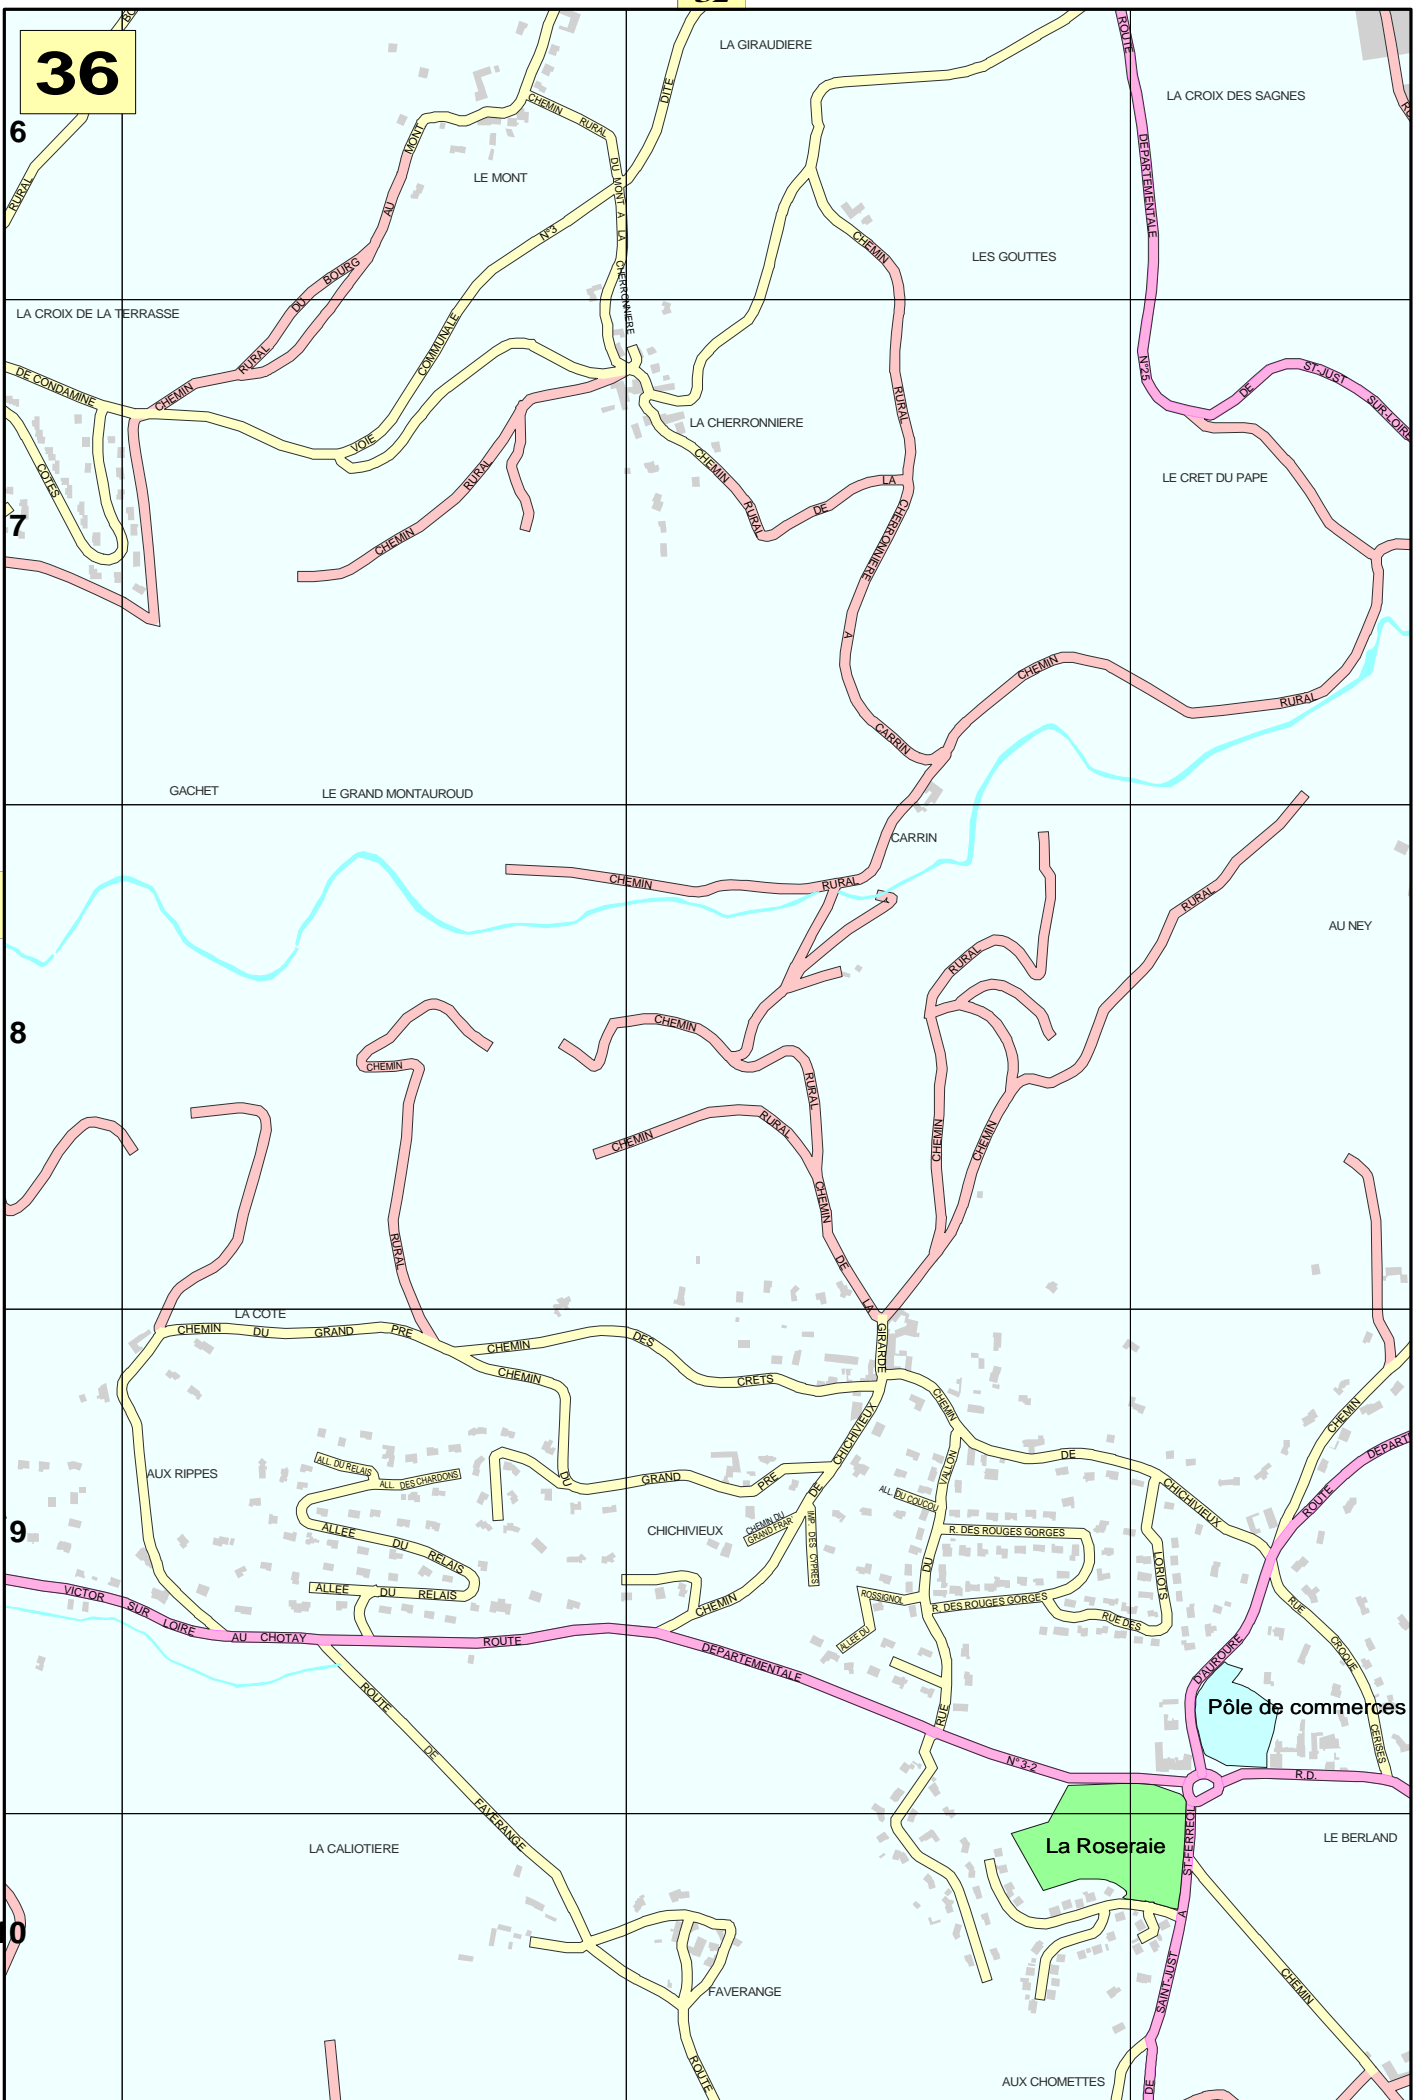 32
36
LA GIRAUDIERE
ROUTE
DITE
LA CROIX DES SAGNES
CHEMIN RURAL DU MONT A LA CHERRONNIERE
6
MONT
DEPARTEMENTALE
LE MONT
RURAL
AU
N°3
CHEMIN
LES GOUTTES
BOURG
DU
LA CROIX DE LA TERRASSE
COMMUNALE
RURAL
N°25
DE CONDAMINE
CHEMIN
DE
ST-JUST
SUR-LOIRE
RURAL
VOIE
LA CHERRONNIERE
CHEMIN
RURAL
COTES
RURAL
DE
LA
LE CRET DU PAPE
7
CHEMIN
CHERRONNIERE
A
CHEMIN
RURAL
CARRIN
GACHET
LE GRAND MONTAUROUD
CARRIN
CHEMIN
RURAL
RURAL
AU NEY
RURAL
8
CHEMIN
CHEMIN
RURAL
CHEMIN
RURAL
CHEMIN
CHEMIN
CHEMIN
RURAL
DE
LA
LA COTE
CHEMIN DU GRAND PRE
CHEMIN
DES
GIRARDE
CHEMIN
CRETS
CHEMIN
CHICHIVIEUX
CHEMIN
DEPART
AUX RIPPES
ALL. DU RELAIS
ALL. DES CHARDONS
DU
GRAND
PRE
DE
VALLON
DE
CHICHIVIEUX
ROUTE
ALL. DU COUCOU
9
ALLEE
DU
RELAIS
CHICHIVIEUX
CHEMIN DU
GRAND FRAR
IMP. DES CYPRES
R. DES ROUGES GORGES
LORIOTS
DU
ALLEE
DU
RELAIS
CHEMIN
ROSSIGNOL
R. DES ROUGES GORGES
RUE DES
RUE
VICTOR
SUR
LOIRE
AU CHOTAY
ROUTE
DEPARTEMENTALE
ALLEE DU
D'AUROURE
CROQUE
ROUTE
RUE
Pôle de commerces
CERISES
DE
N° 3-2
R.D.
FAVERANGE
LA CALIOTIERE
La Roseraie
ST-FERREOL
LE BERLAND
A
0
SAINT-JUST
CHEMIN
FAVERANGE
ROUTE
AUX CHOMETTES
DE